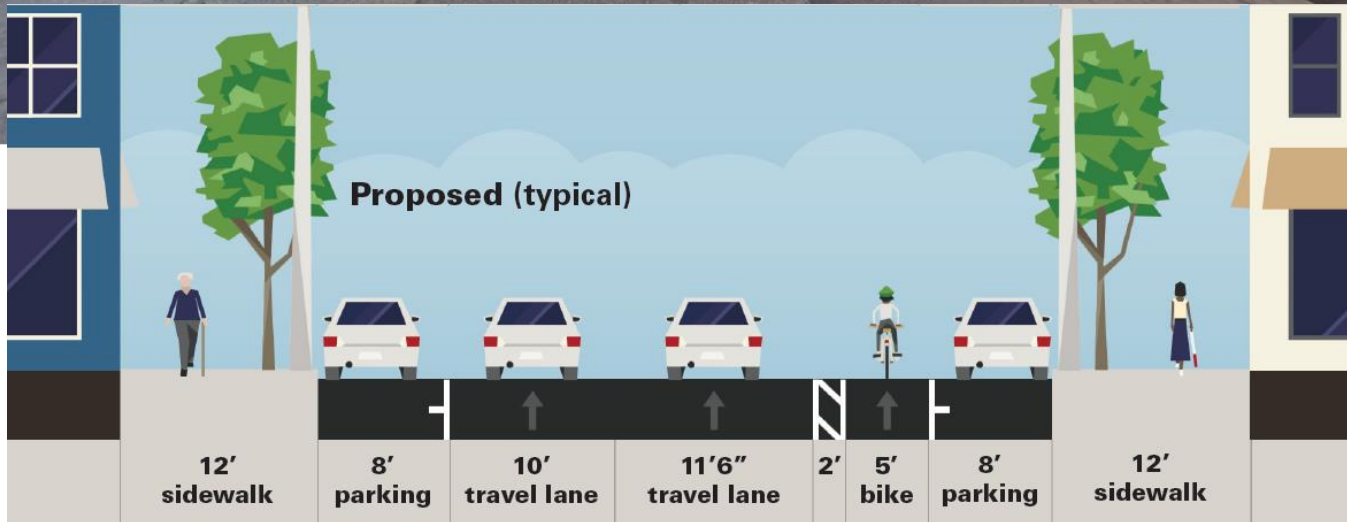 Proposed (typical)
12′
sidewalk
8′
parking
10′
travel lane
11′6″
travel lane
2′
5′
bike
8′
parking
12′
sidewalk